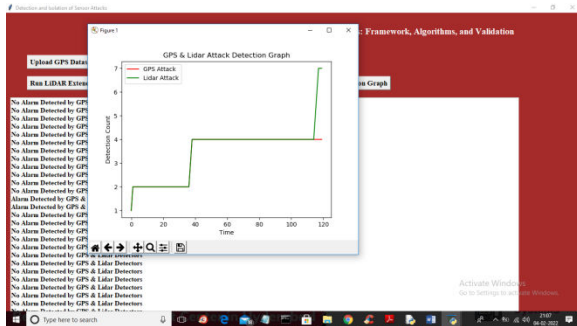 Detection and Isolation of Sensor Attacks
: Framework, Algorithms, and Validation
Figure 1
Upload GPS Datas
Run LiDAR Exten
on Graph
GPS & Lidar Attack Detection Graph
GPS Attack
Lidar Attack
Detection Count
7
6
5
4
3
2
1
0
20
40
60
80
100
120
Time
No Alarm Detected by GPS
No Alarm Detected by GPS
No Alarm Detected by GPS
No Alarm Detected by GPS
No Alarm Detected by GPS
No Alarm Detected by GPS
No Alarm Detected by GPS
No Alarm Detected by GPS
No Alarm Detected by GPS
No Alarm Detected by GPS
No Alarm Detected by GPS
No Alarm Detected by GPS
Alarm Detected by GPS &
Alarm Detected by GPS &
No Alarm Detected by GPS
No Alarm Detected by GPS
No Alarm Detected by GPS
No Alarm Detected by GPS
No Alarm Detected by GPS
No Alarm Detected by GPS & Lidar Detectors
No Alarm Detected by GPS & Lidar Detectors
No Alarm Detected by GPS & Lidar Detectors
No Alarm Detected by GPS & Lidar Detectors
No Alarm Detected by GPS & Lidar Detectors
No Alarm Detected by GPS & Lidar Detectors
Activate Windows
Go to Settings to activate Windows.
Type here to search
21:07
04-02-2022